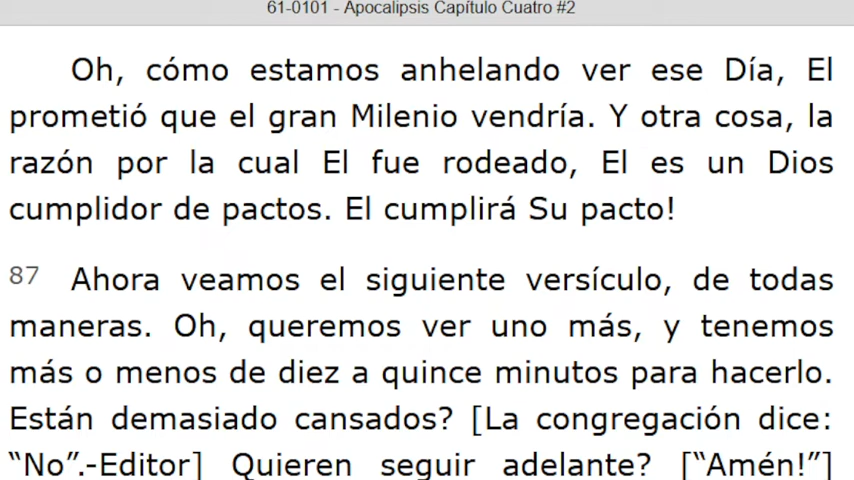 61-0101 - Apocalipsis Capítulo Cuatro #2
Oh, cómo estamos anhelando ver ese Día, El
prometió que el gran Milenio vendría. Y otra cosa, la
razón por la cual El fue rodeado, El es un Dios
cumplidor de pactos. El cumplirá Su pacto!
87 Ahora veamos el siguiente versículo, de todas
maneras. Oh, queremos ver uno más, y tenemos
más o menos de diez a quince minutos para hacerlo.
Están demasiado cansados? [La congregación dice:
“No”.-Editor] Quieren seguir adelante? [“Amén!”]